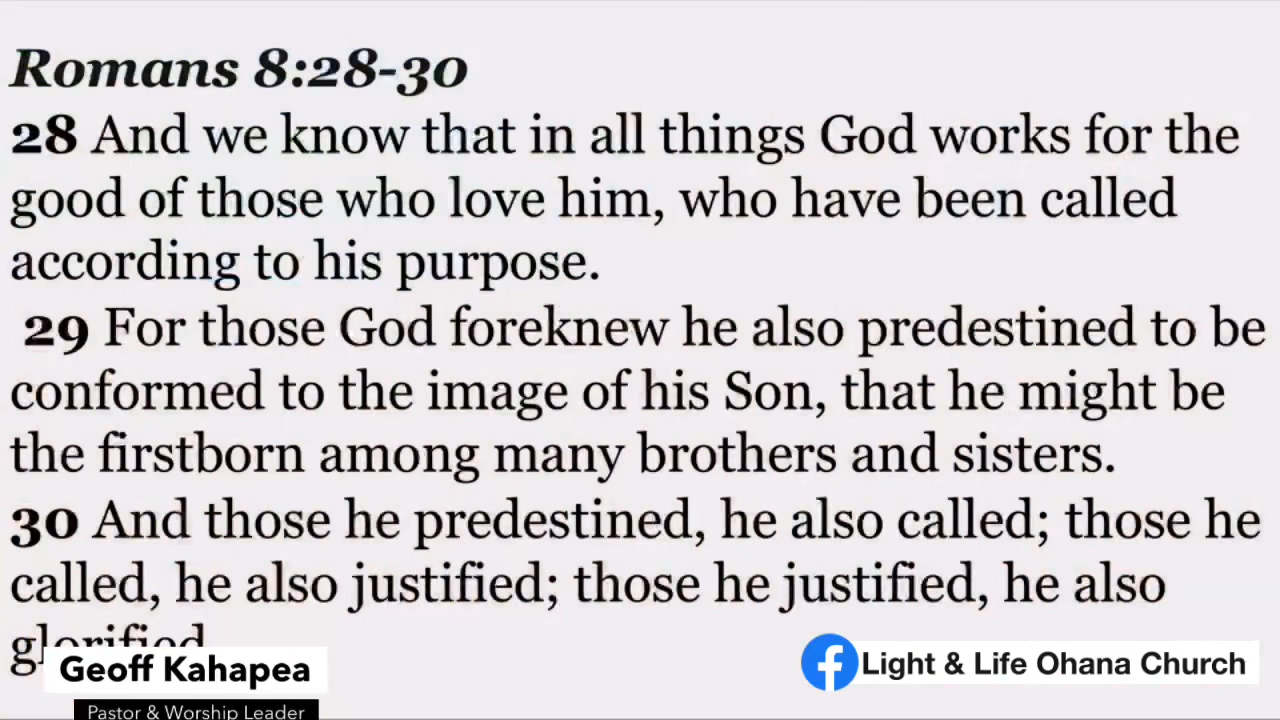 Romans 8:28-30
28 And we know that in all things God works for the
good of those who love him, who have been called
according to his purpose.
29 For those God foreknew he also predestined to be
conformed to the image of his Son, that he might be
the firstborn among many brothers and sisters.
30 And those he predestined, he also called; those he
called, he also justified; those he justified, he also
glorified
Geoff Kahapea
Light & Life Ohana Church
Pastor & Worship Leader